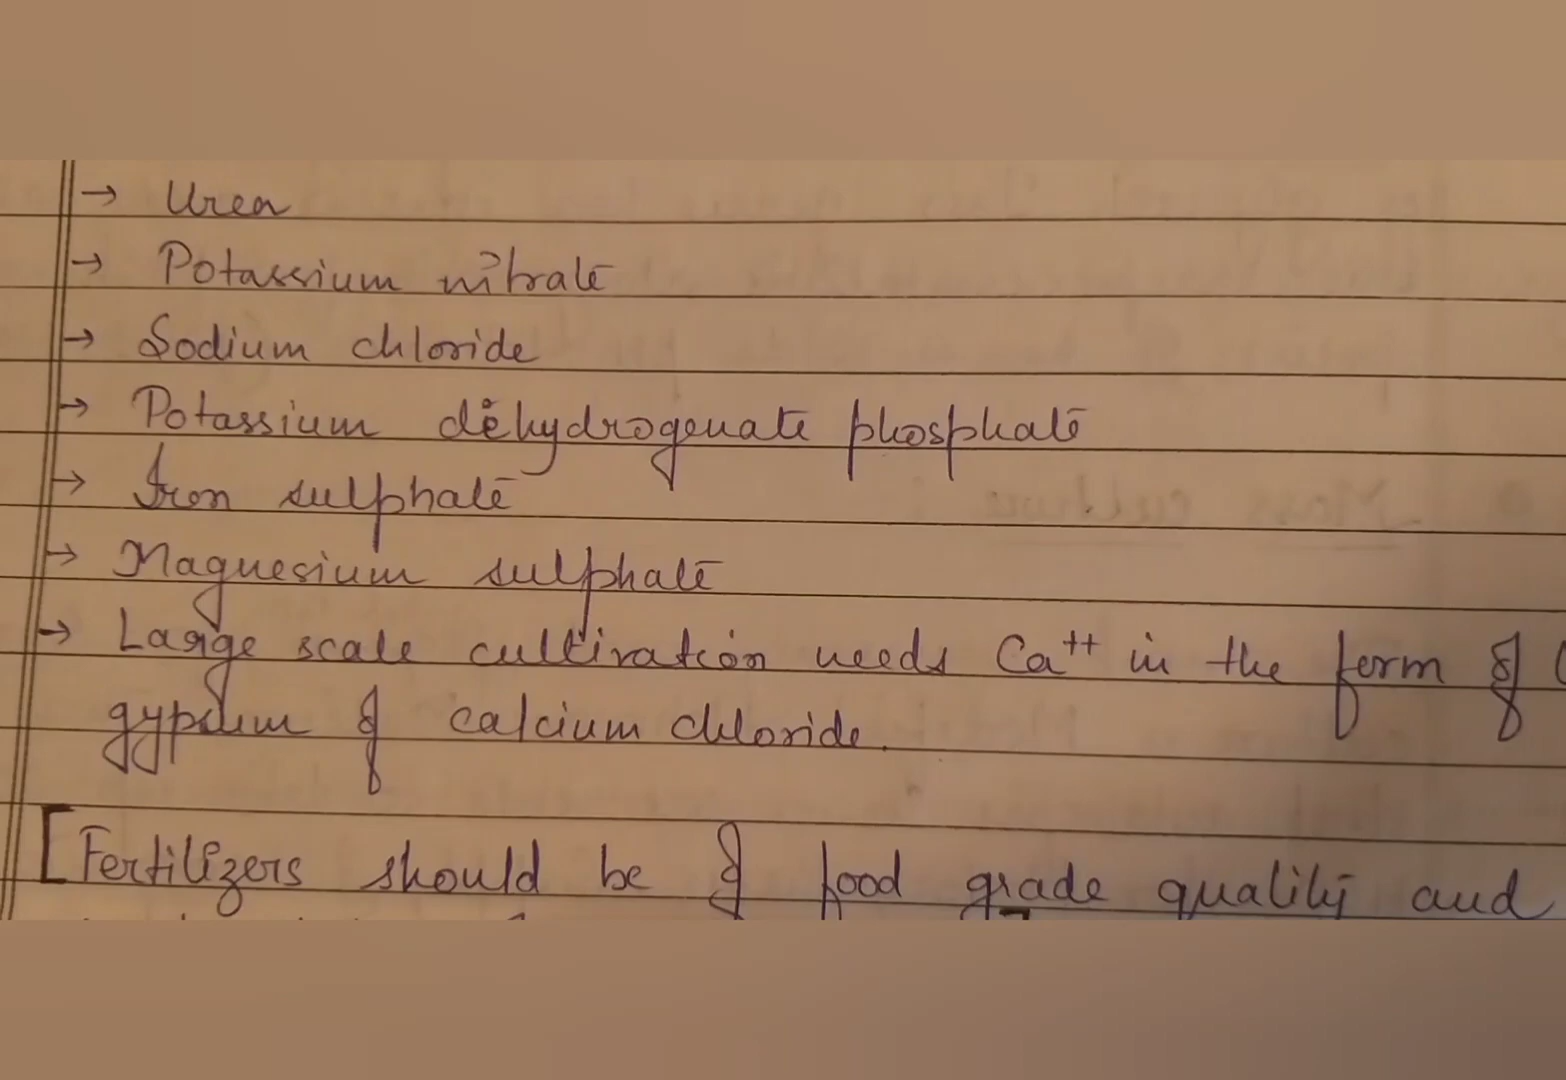 → Urea
→ Potassium nitrate
→ Sodium chloride
→ Potassium dehydrogenate phosphate
→ Iron sulphate
→ Magnesium sulphate
→ Large scale cultivation needs Ca++ in the form of
gypsum of calcium chloride.
[Fertilizers should be of food grade quality and